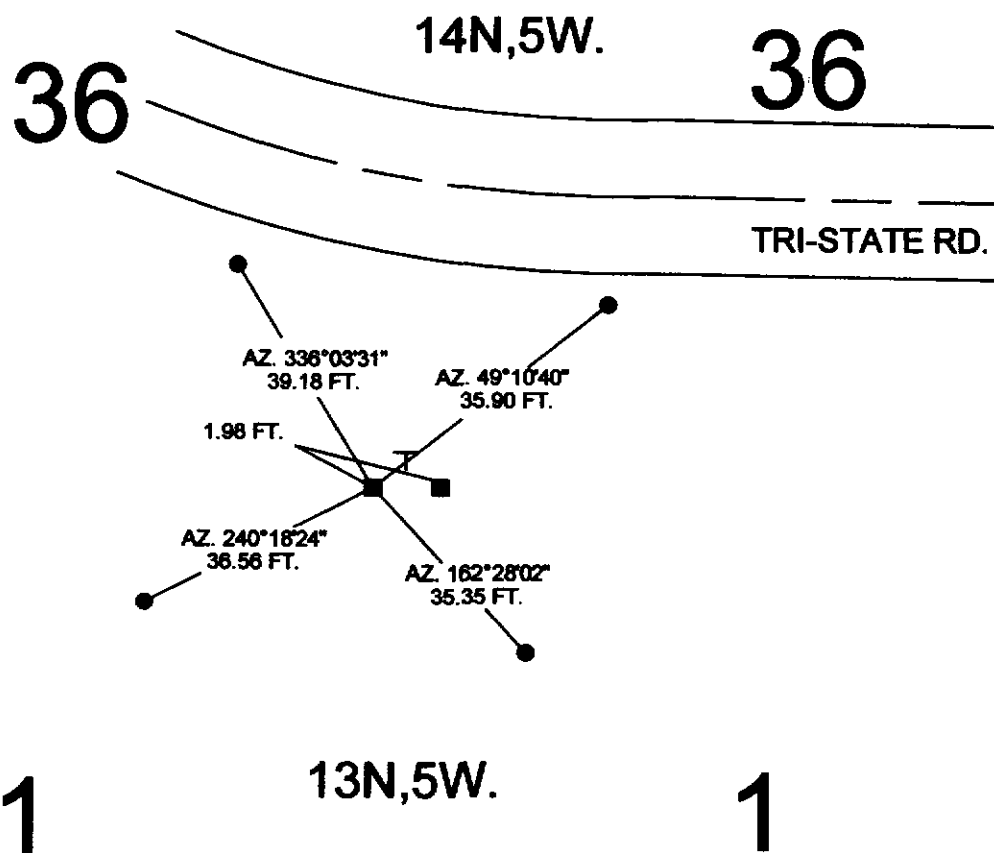 14N,5W.
36
36
TRI-STATE RD.
AZ. 336°03'31"
39.18 FT.
AZ. 49°10'40"
35.90 FT.
1.98 FT.
T
AZ. 240°18'24"
36.56 FT.
AZ. 162°28'02"
35.35 FT.
13N,5W.
1
1